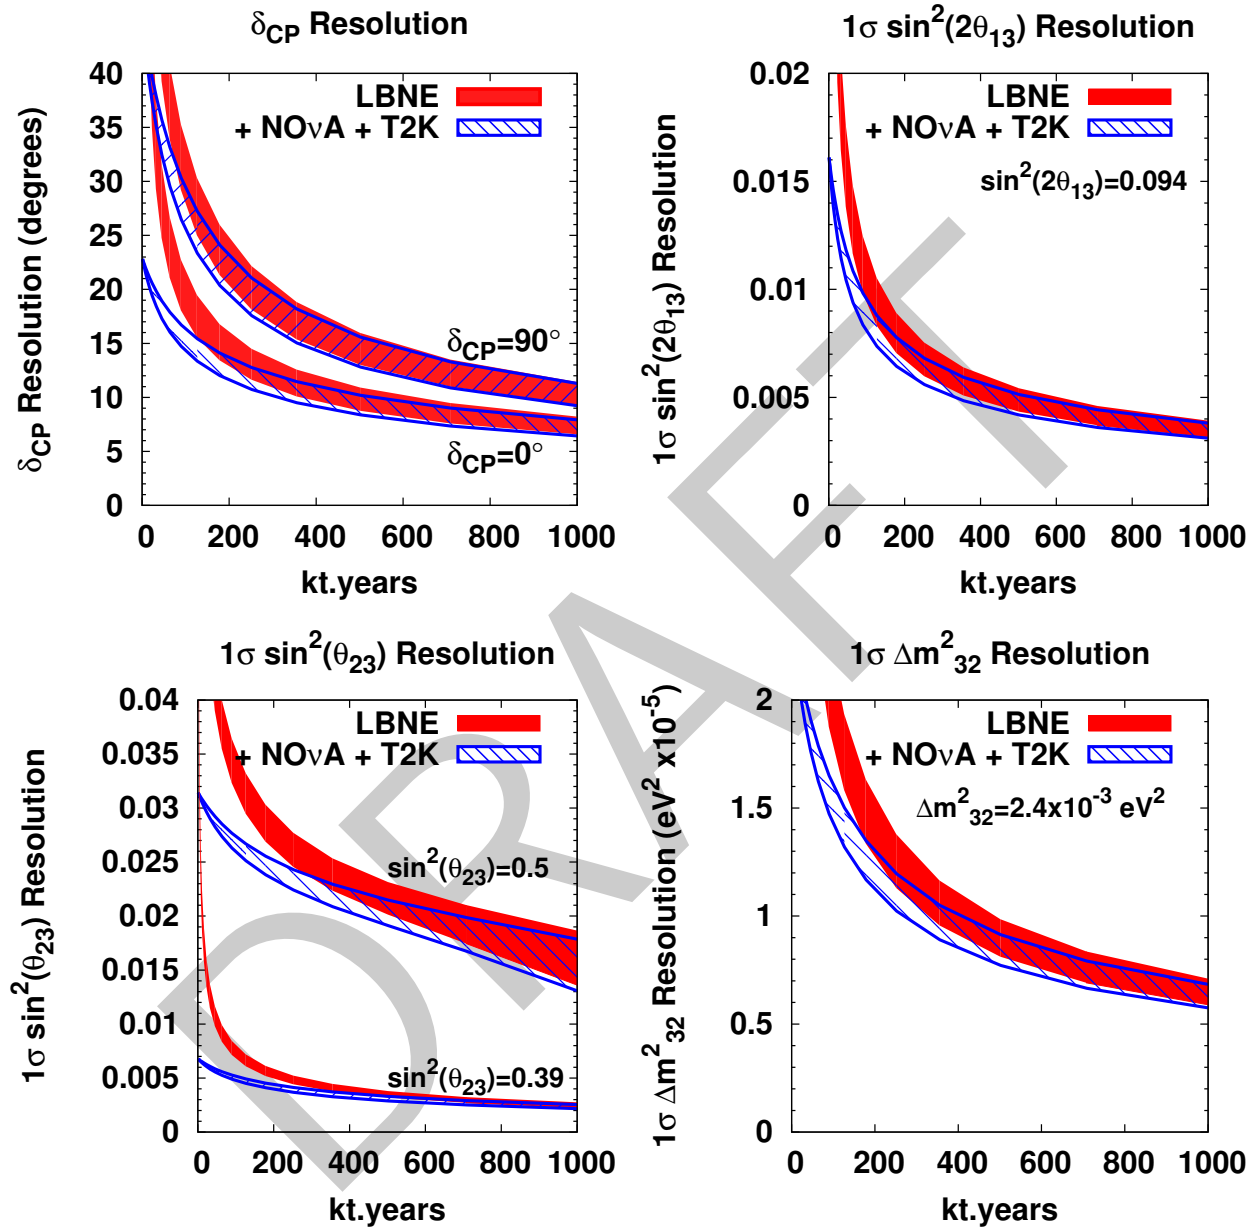 δCP Resolution
40
35
30
25
20
15
10
5
0
δCP Resolution (degrees)
LBNE
+ NOνA + T2K
δCP=90°
δCP=0°
0 200 400 600 800 1000
kt.years
1σ sin²(2θ13) Resolution
0.02
0.015
0.01
0.005
0
1σ sin²(2θ13) Resolution
LBNE
+ NOνA + T2K
sin²(2θ13)=0.094
0 200 400 600 800 1000
kt.years
1σ sin²(θ23) Resolution
0.04
0.035
0.03
0.025
0.02
0.015
0.01
0.005
0
1σ sin²(θ23) Resolution
LBNE
+ NOνA + T2K
sin²(θ23)=0.5
sin²(θ23)=0.39
0 200 400 600 800 1000
kt.years
1σ Δm²32 Resolution
2
1.5
1
0.5
0
1σ Δm²32 Resolution (eV² x10⁻⁵)
LBNE
+ NOνA + T2K
Δm²32=2.4x10⁻³ eV²
0 200 400 600 800 1000
kt.years
DRAFT